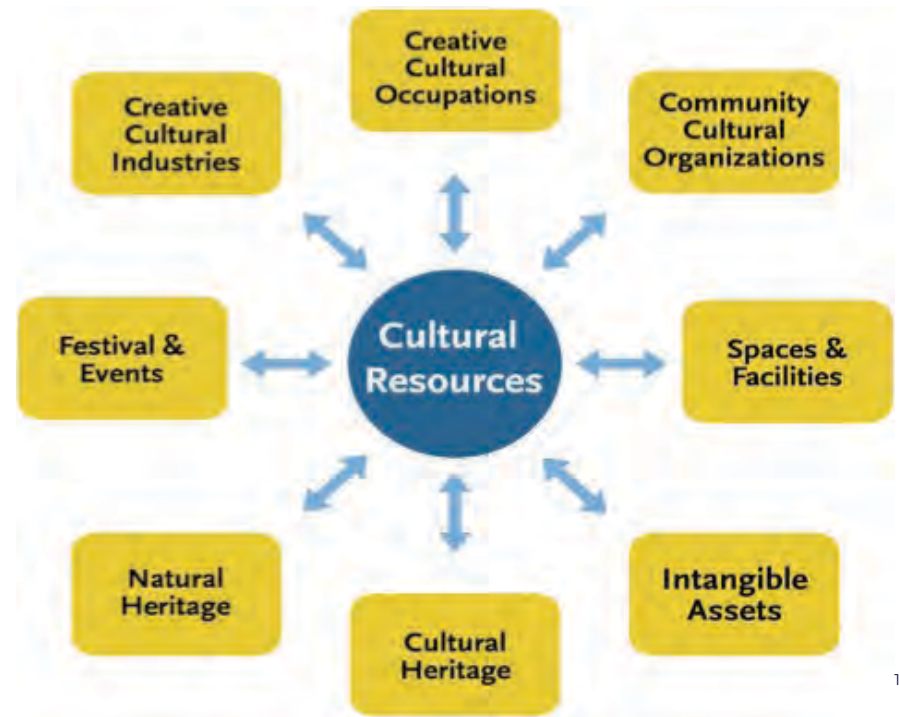 Creative
Cultural
Occupations
Creative
Cultural
Industries
Community
Cultural
Organizations
Festival &
Events
Cultural
Resources
Spaces &
Facilities
Natural
Heritage
Cultural
Heritage
Intangible
Assets
1